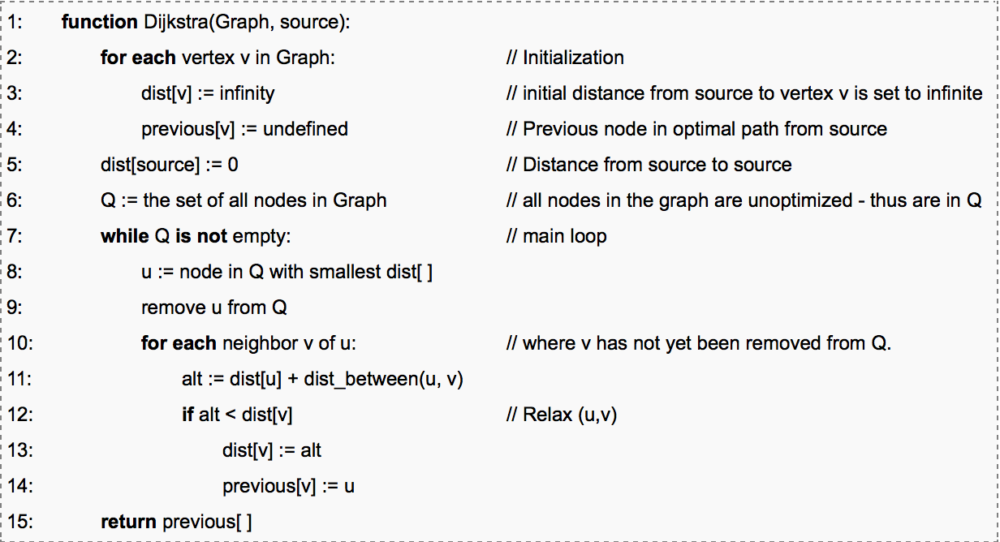 1: function Dijkstra(Graph, source):
2: for each vertex v in Graph: // Initialization
3: dist[v] := infinity // initial distance from source to vertex v is set to infinite
4: previous[v] := undefined // Previous node in optimal path from source
5: dist[source] := 0 // Distance from source to source
6: Q := the set of all nodes in Graph // all nodes in the graph are unoptimized - thus are in Q
7: while Q is not empty: // main loop
8: u := node in Q with smallest dist[ ]
9: remove u from Q
10: for each neighbor v of u: // where v has not yet been removed from Q.
11: alt := dist[u] + dist_between(u, v)
12: if alt < dist[v] // Relax (u,v)
13: dist[v] := alt
14: previous[v] := u
15: return previous[ ]